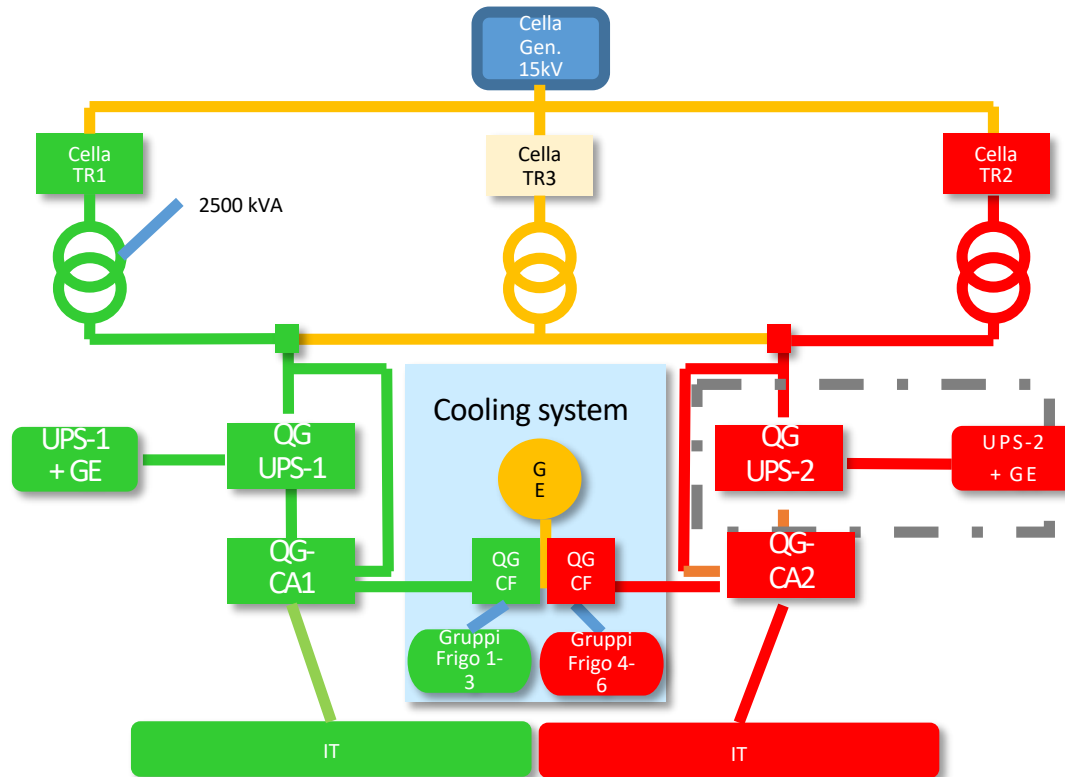 Cella
Gen.
15kV
Cella
TR1
Cella
TR3
Cella
TR2
2500 kVA
Cooling system
UPS-1
+ GE
QG
UPS-1
G
E
QG
UPS-2
UPS-2
+ GE
QG-
CA1
QG
CF
QG
CF
QG-
CA2
Gruppi
Frigo 1-
3
Gruppi
Frigo 4-
6
IT
IT